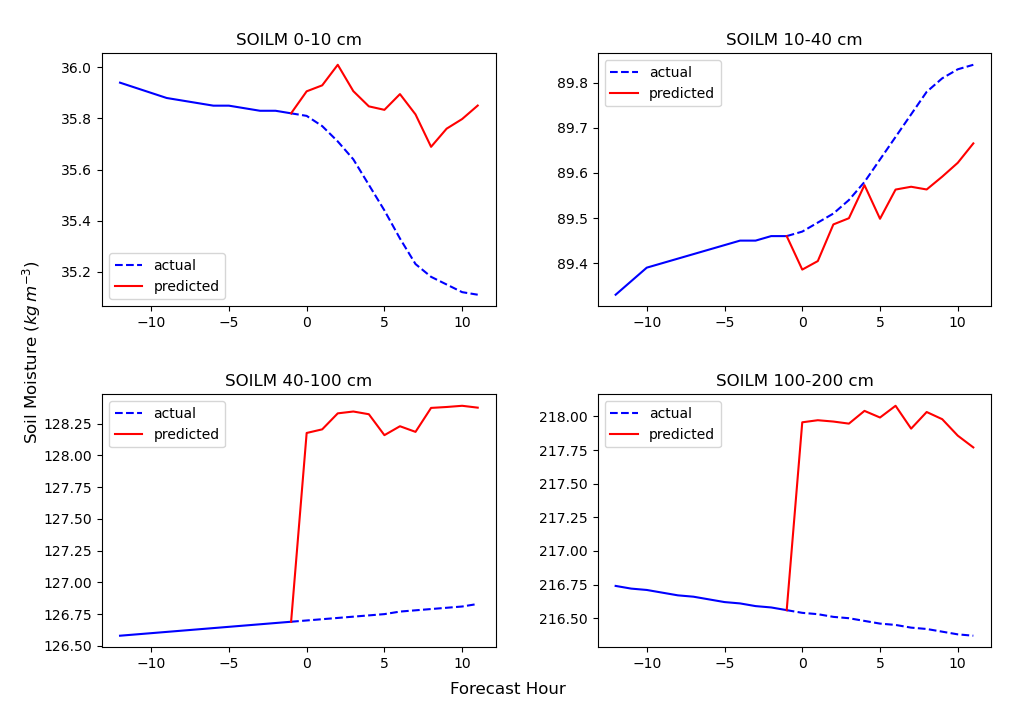 SOILM 0-10 cm
36.0
35.8
35.6
35.4
35.2
actual
predicted
−10 −5 0 5 10
SOILM 10-40 cm
actual
predicted
89.8
89.7
89.6
89.5
89.4
−10 −5 0 5 10
Soil Moisture (kg m⁻³)
SOILM 40-100 cm
actual
predicted
128.25
128.00
127.75
127.50
127.25
127.00
126.75
126.50
−10 −5 0 5 10
SOILM 100-200 cm
actual
predicted
218.00
217.75
217.50
217.25
217.00
216.75
216.50
−10 −5 0 5 10
Forecast Hour